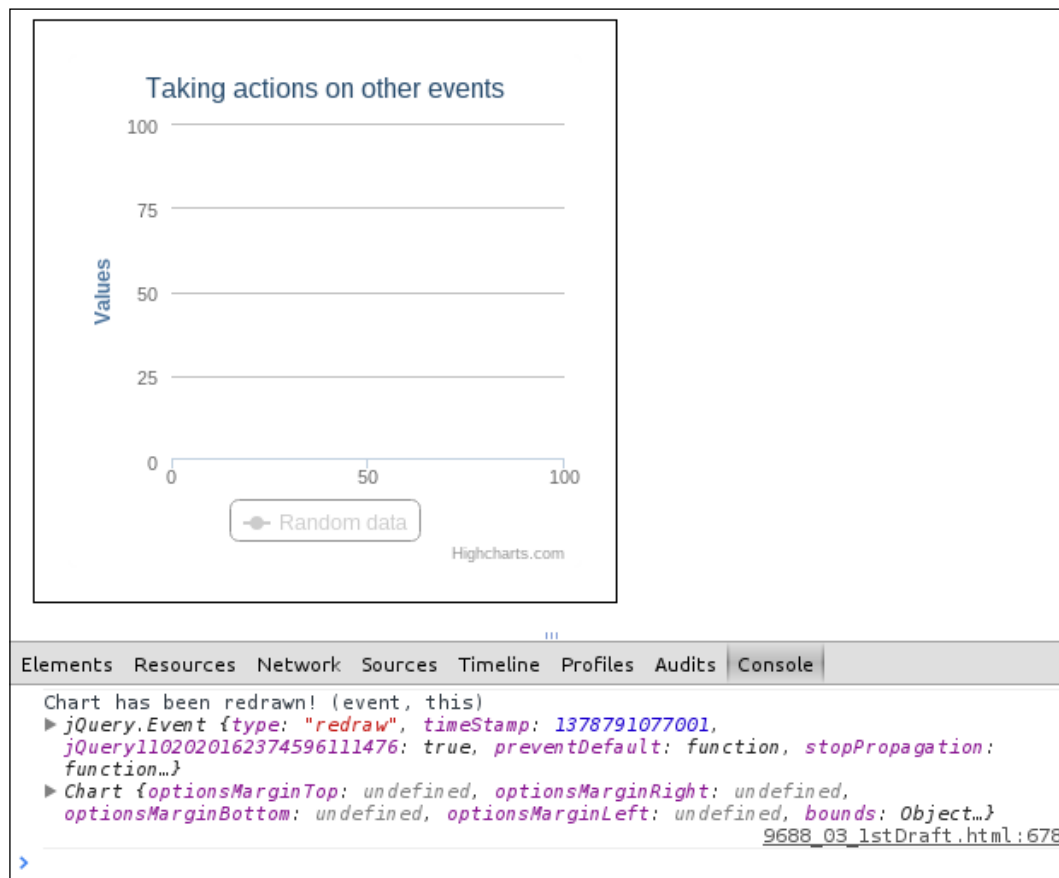 Taking actions on other events
100
75
50
25
0
Values
0 50 100
Random data
Highcharts.com
Elements Resources Network Sources Timeline Profiles Audits Console
Chart has been redrawn! (event, this)
▶ jQuery.Event {type: "redraw", timeStamp: 1378791077001,
jQuery1102020162374596111476: true, preventDefault: function, stopPropagation:
function…}
▶ Chart {optionsMarginTop: undefined, optionsMarginRight: undefined,
optionsMarginBottom: undefined, optionsMarginLeft: undefined, bounds: Object…}
9688_03_1stDraft.html:678
>